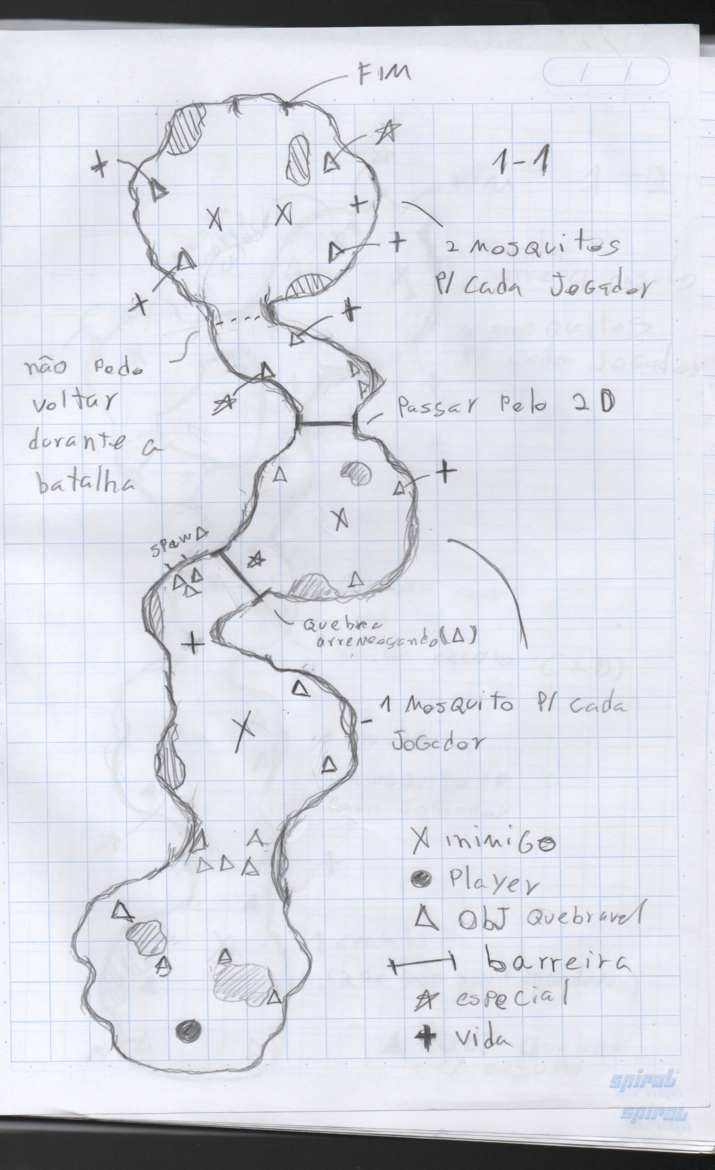 FIM
1-1
2 mosquitos
P/ cada Jogador
não pode
voltar
durante a
batalha
Passar Pelo 2D
spawn
Quebra
arremessando (Δ)
1 Mosquito P/ cada
Jogador
X inimigo
● Player
Δ Obj Quebravel
barreira
☆ especial
+ vida
spiral
spiral